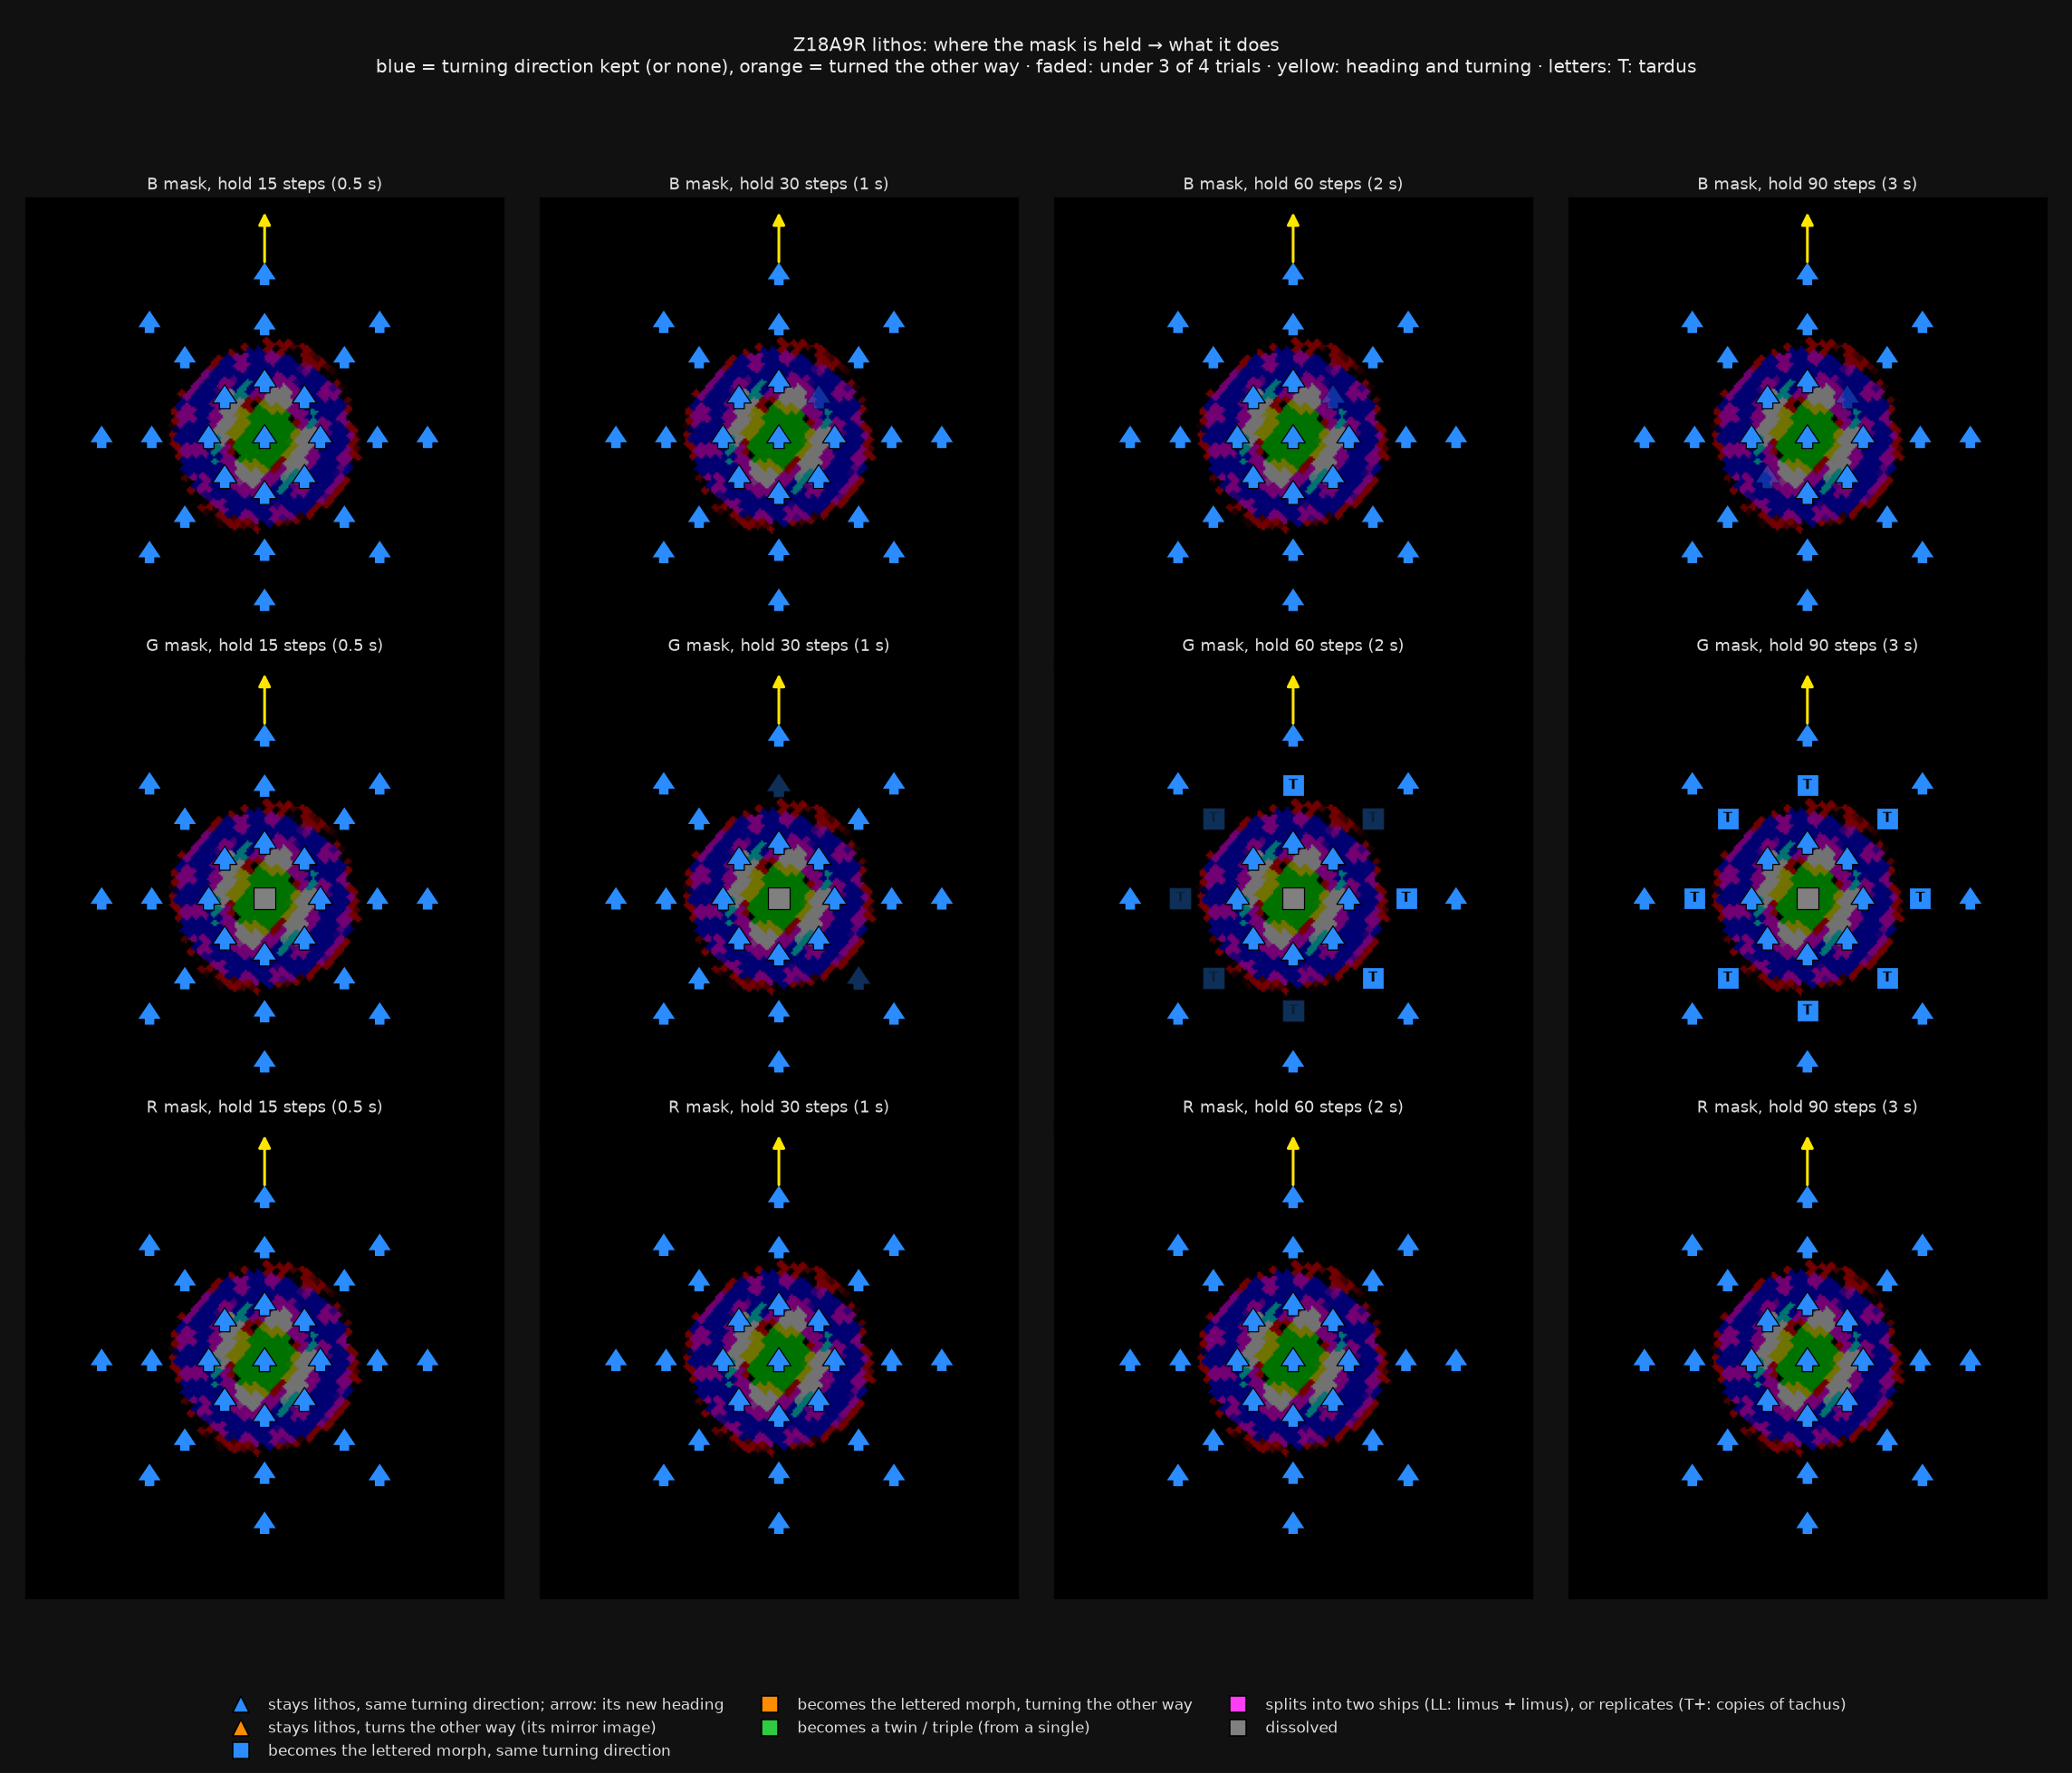 Z18A9R lithos: where the mask is held → what it does
blue = turning direction kept (or none), orange = turned the other way · faded: under 3 of 4 trials · yellow: heading and turning · letters: T: tardus
B mask, hold 15 steps (0.5 s)
B mask, hold 30 steps (1 s)
B mask, hold 60 steps (2 s)
B mask, hold 90 steps (3 s)
G mask, hold 15 steps (0.5 s)
G mask, hold 30 steps (1 s)
G mask, hold 60 steps (2 s)
G mask, hold 90 steps (3 s)
T
T
T T
T T
T T
T T
T T
T T
T
T
R mask, hold 15 steps (0.5 s)
R mask, hold 30 steps (1 s)
R mask, hold 60 steps (2 s)
R mask, hold 90 steps (3 s)
stays lithos, same turning direction; arrow: its new heading
stays lithos, turns the other way (its mirror image)
becomes the lettered morph, same turning direction
becomes the lettered morph, turning the other way
becomes a twin / triple (from a single)
splits into two ships (LL: limus + limus), or replicates (T+: copies of tachus)
dissolved